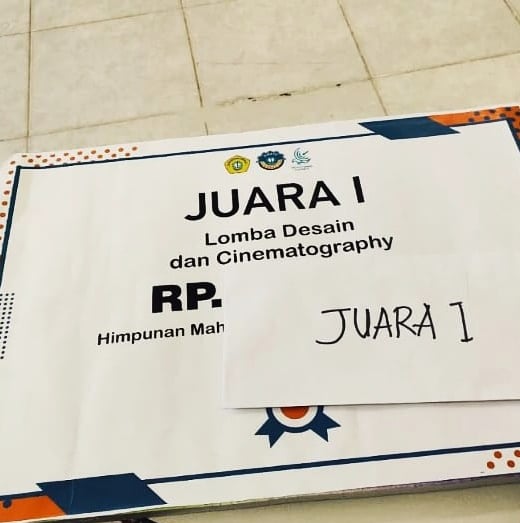 JUARA I
Lomba Desain
dan Cinematography
RP.
Himpunan Mah
JUARA I